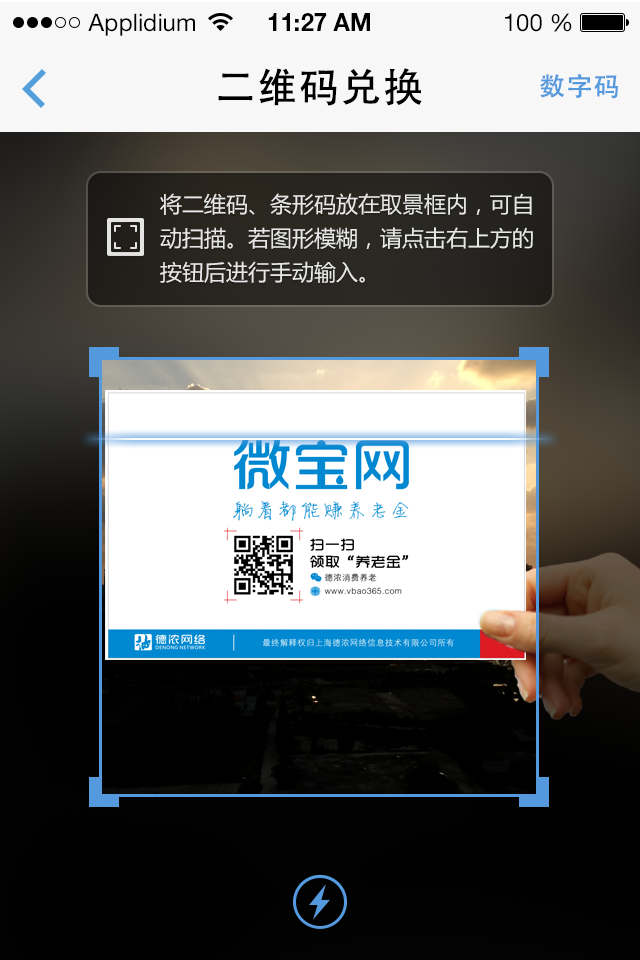 Applidium 11:27 AM 100 %
二维码兑换
数字码
将二维码、条形码放在取景框内，可自
动扫描。若图形模糊，请点击右上方的
按钮后进行手动输入。
微宝网
躺着都能赚养老金
扫一扫
领取“养老金”
德浓消费养老
www.vbao365.com
德浓网络
DENONG NETWORK
最终解释权归上海德浓网络信息技术有限公司所有